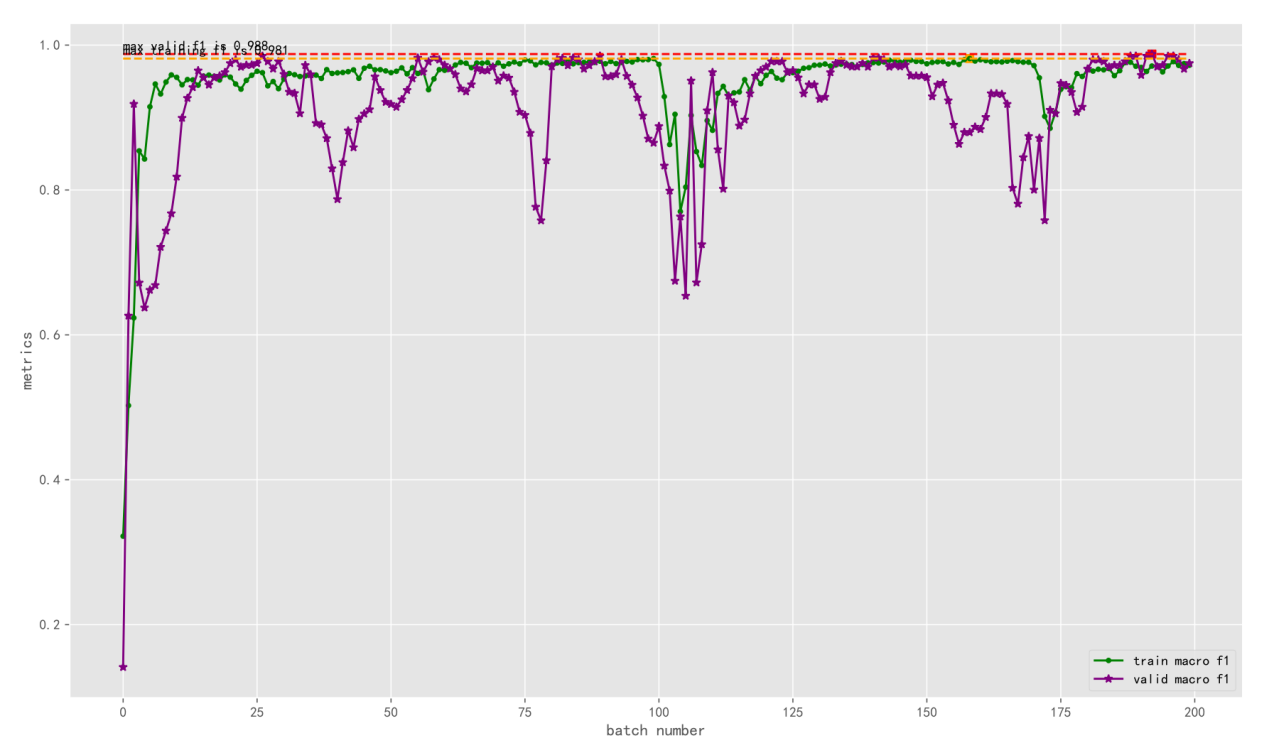 max valid f1 is 0.988
max training f1 is 0.981
1.0
0.8
0.6
0.4
0.2
metrics
0
25
50
75
100
125
150
175
200
batch number
train macro f1
valid macro f1